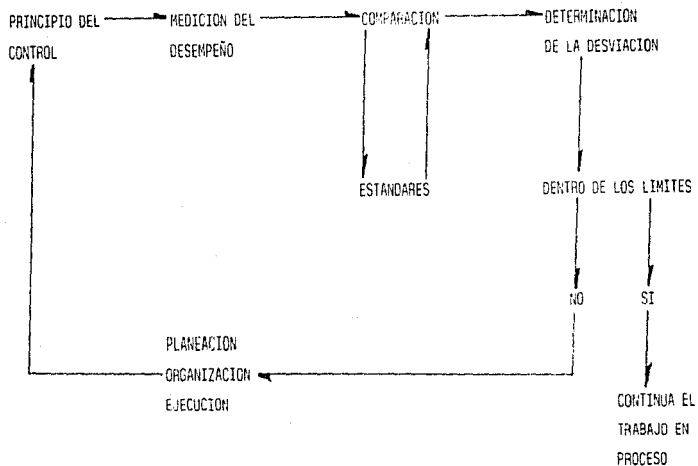 PRINCIPIO DEL
CONTROL
MEDICION DEL
DESEMPEÑO
COMPARACION
DETERMINACION
DE LA DESVIACION
ESTANDARES
DENTRO DE LOS LIMITES
NO
SI
PLANEACION
ORGANIZACION
EJECUCION
CONTINUA EL
TRABAJO EN
PROCESO